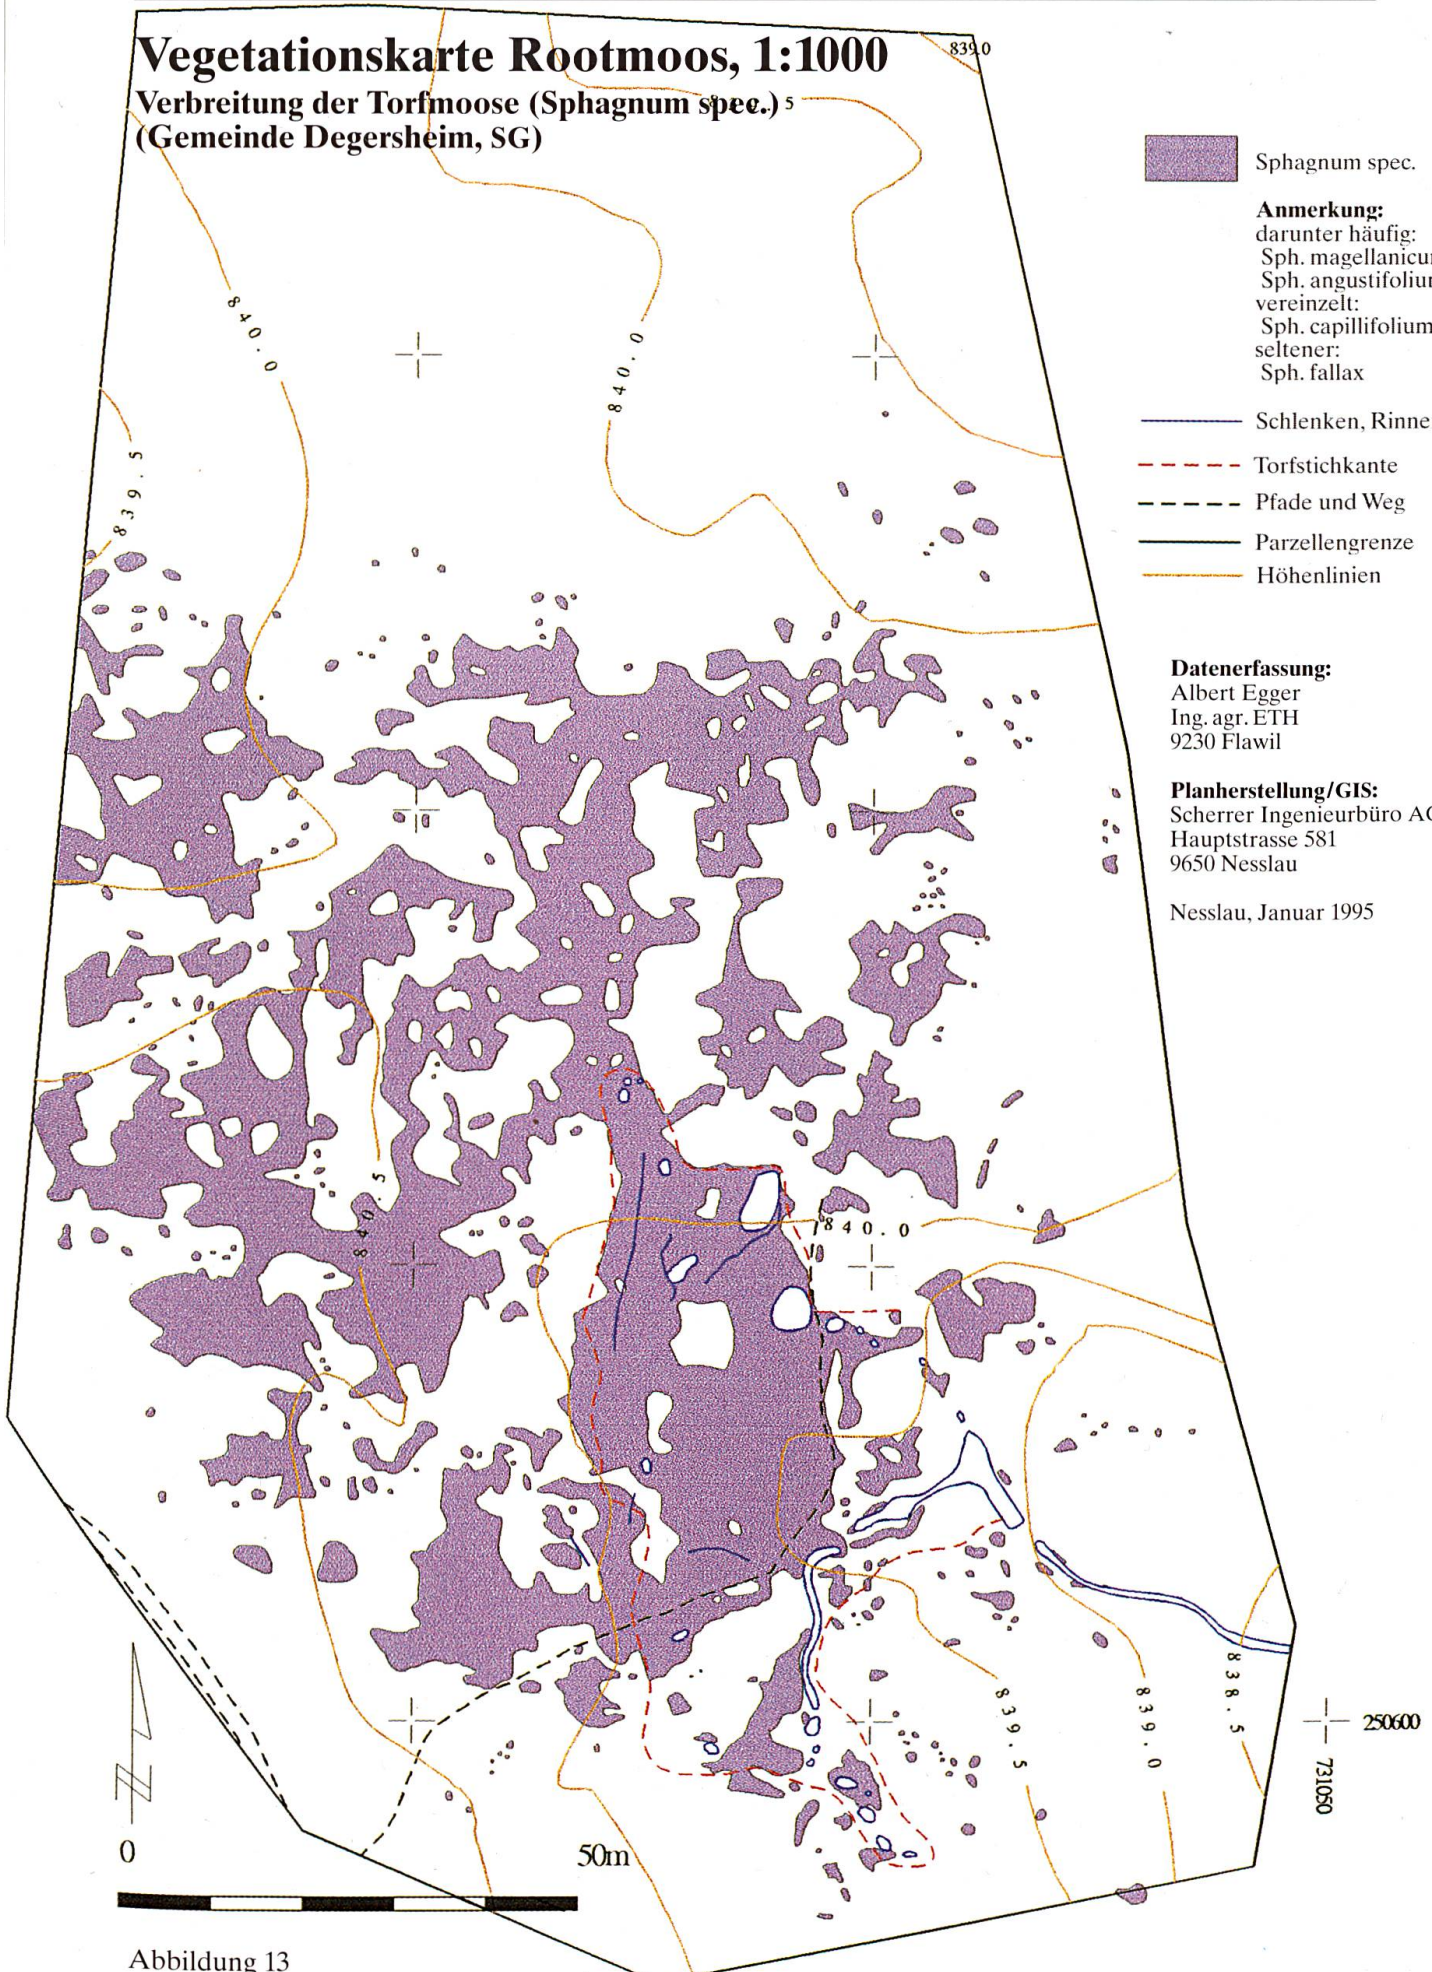 Vegetationskarte Rootmoos, 1:1000
Verbreitung der Torfmoose (Sphagnum spec.)
(Gemeinde Degersheim, SG)
839.0
5
840.0
840.0
839.5
Sphagnum spec.
Anmerkung:
darunter häufig:
Sph. magellanicu
Sph. angustifoliu
vereinzelt:
Sph. capillifolium
seltener:
Sph. fallax
Schlenken, Rinne
Torfstichkante
Pfade und Weg
Parzellengrenze
Höhenlinien
Datenerfassung:
Albert Egger
Ing. agr. ETH
9230 Flawil
Planherstellung/GIS:
Scherrer Ingenieurbüro AG
Hauptstrasse 581
9650 Nesslau
Nesslau, Januar 1995
840.5
840.0
839.5
839.0
838.5
250600
731050
0
50m
Abbildung 13